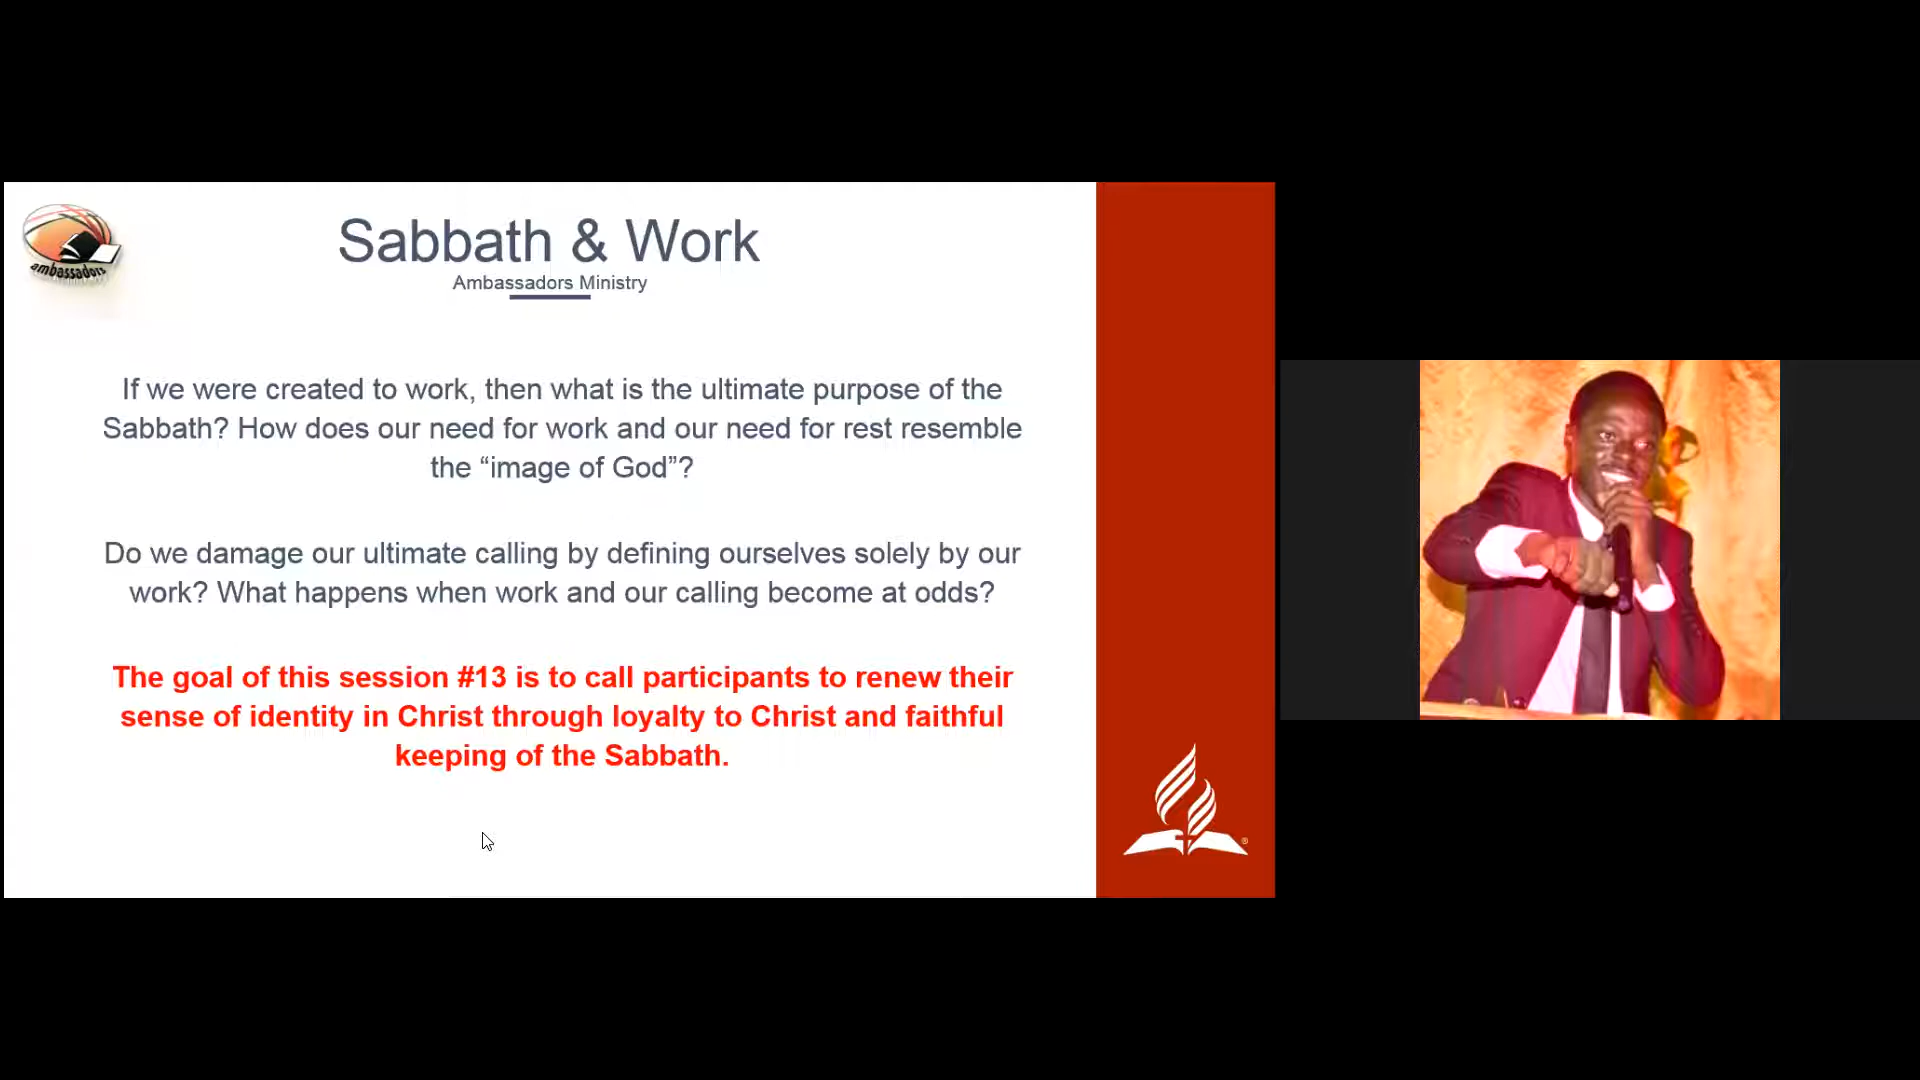 ambassadors
Sabbath & Work
Ambassadors Ministry
If we were created to work, then what is the ultimate purpose of the
Sabbath? How does our need for work and our need for rest resemble
the “image of God”?
Do we damage our ultimate calling by defining ourselves solely by our
work? What happens when work and our calling become at odds?
The goal of this session #13 is to call participants to renew their
sense of identity in Christ through loyalty to Christ and faithful
keeping of the Sabbath.
®